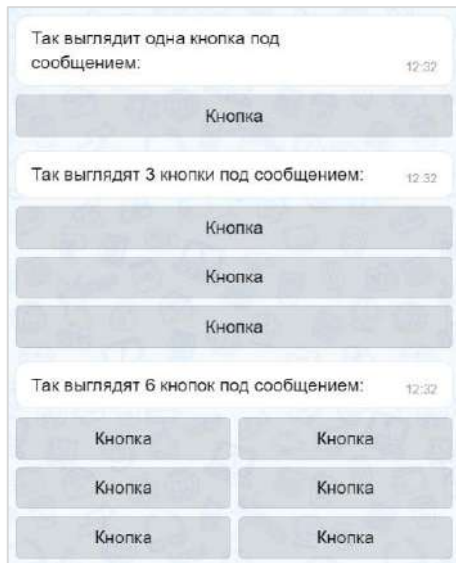 Так выглядит одна кнопка под
сообщением:
12:32
Кнопка
Так выглядят 3 кнопки под сообщением:
12:32
Кнопка
Кнопка
Кнопка
Так выглядят 6 кнопок под сообщением:
12:32
Кнопка Кнопка
Кнопка Кнопка
Кнопка Кнопка